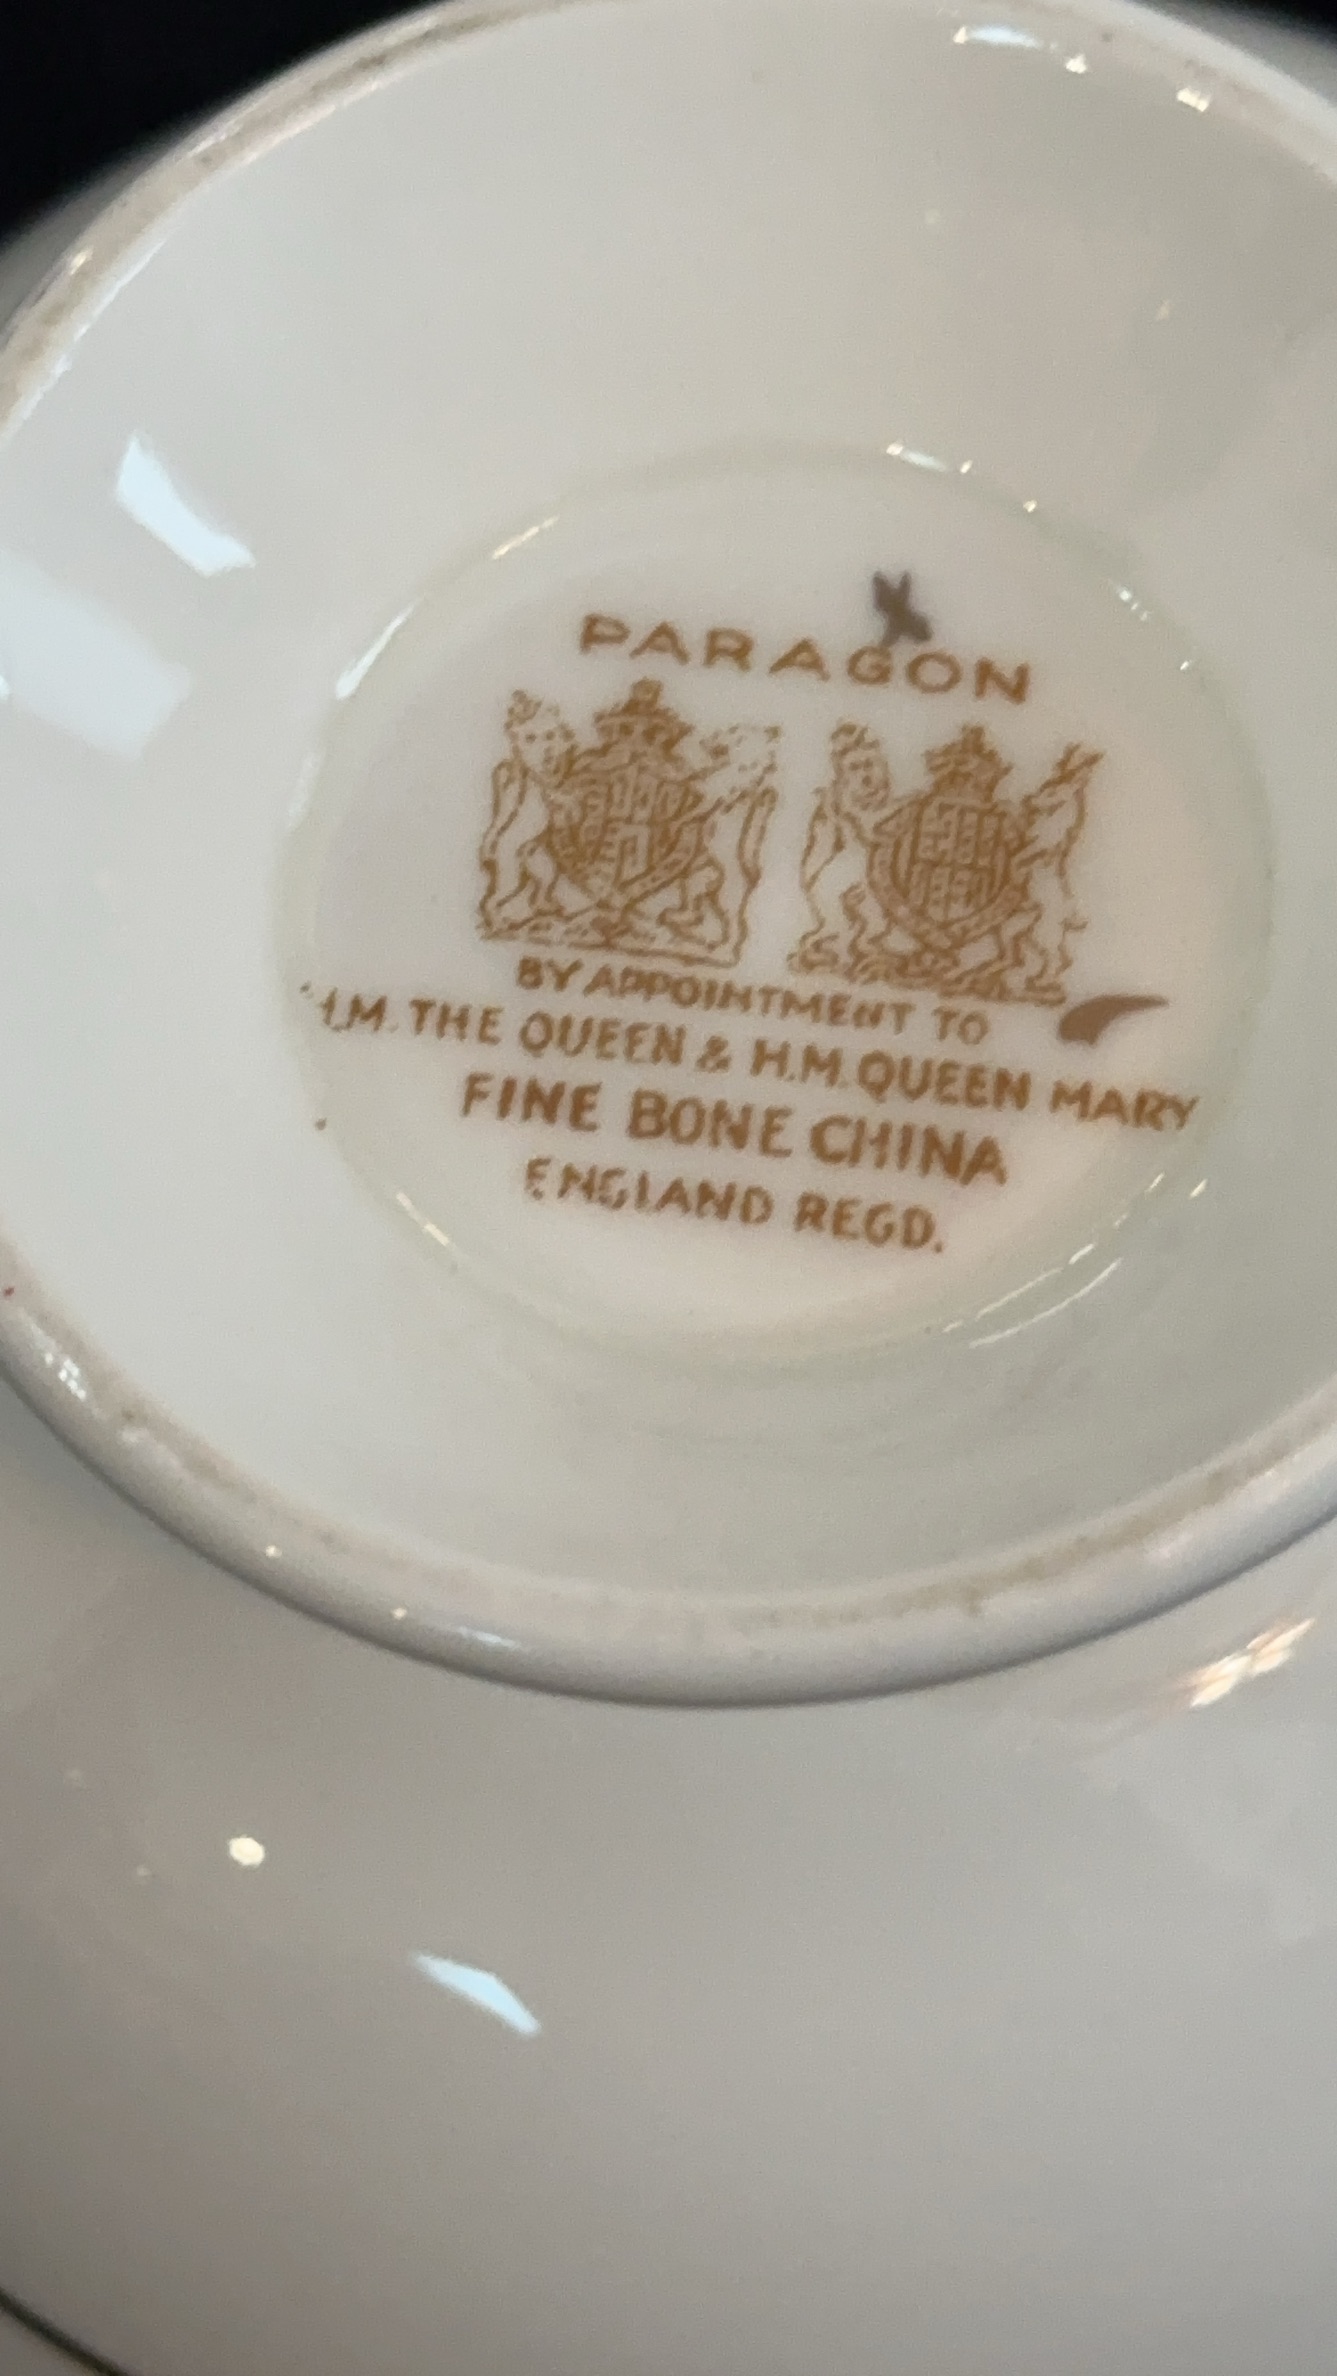 PARAGON
BY APPOINTMENT TO
H.M. THE QUEEN & H.M. QUEEN MARY
FINE BONE CHINA
ENGLAND REGD.